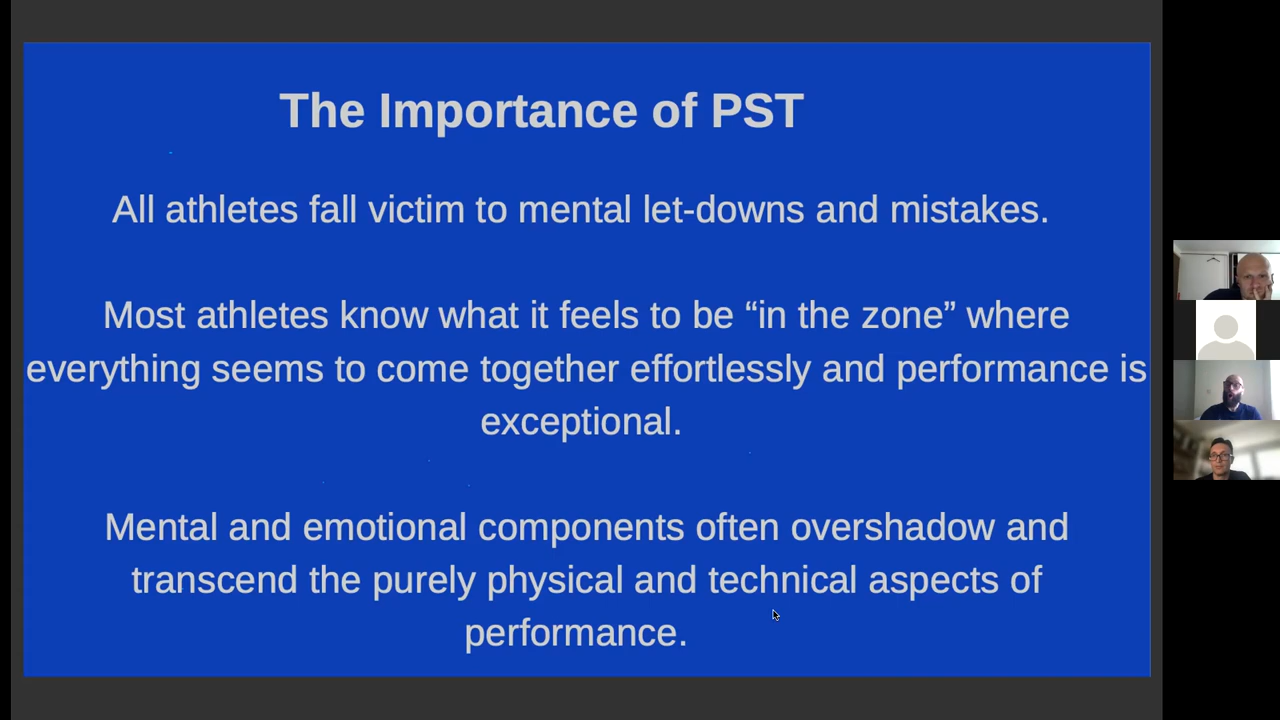 The Importance of PST
All athletes fall victim to mental let-downs and mistakes.
Most athletes know what it feels to be “in the zone” where
everything seems to come together effortlessly and performance is
exceptional.
Mental and emotional components often overshadow and
transcend the purely physical and technical aspects of
performance.